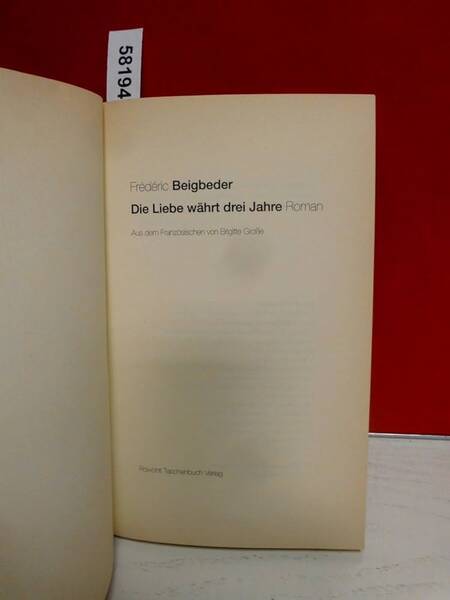 58194
Frédéric Beigbeder
Die Liebe währt drei Jahre Roman
Aus dem Französischen von Brigitte Große
Rowohlt Taschenbuch Verlag